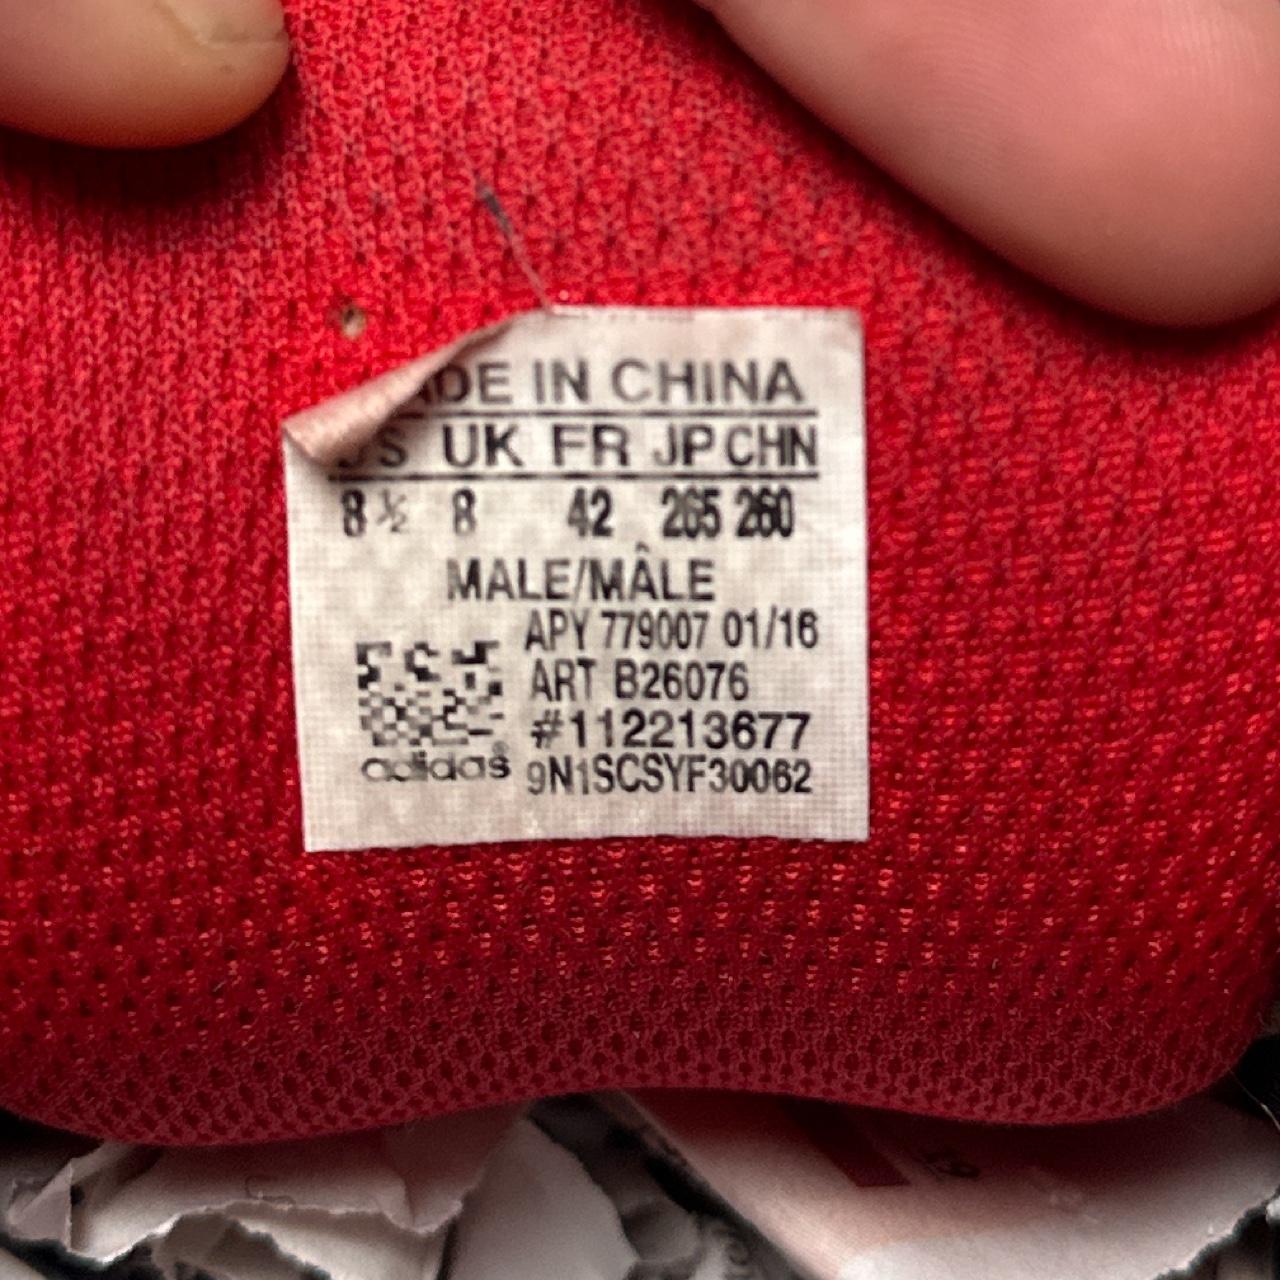 ADE IN CHINA
US UK FR JP CHN
8½ 8 42 265 260
MALE/MÂLE
APY 779007 01/16
ART B26076
#112213677
adidas® 9N1SCSYF30062